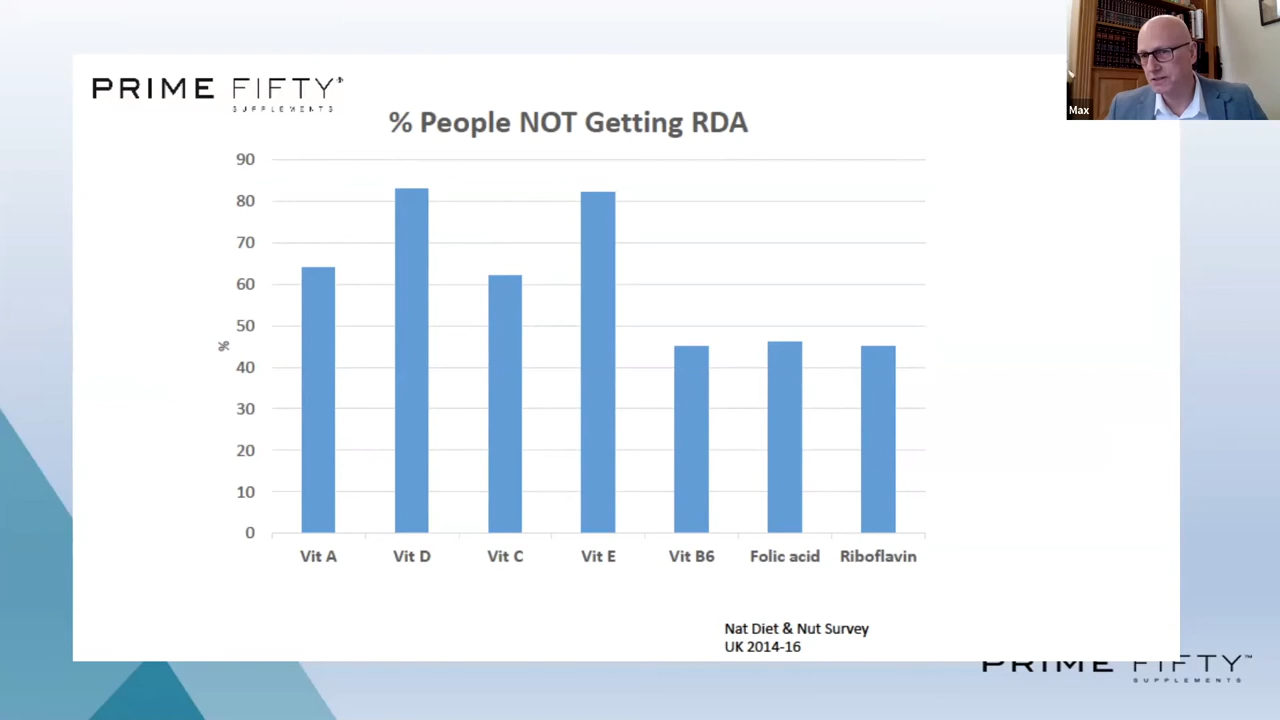 PRIME FIFTY
SUPPLEMENTS
Max
% People NOT Getting RDA
90
80
70
60
50
%
40
30
20
10
0
Vit A Vit D Vit C Vit E Vit B6 Folic acid Riboflavin
Nat Diet & Nut Survey
UK 2014-16
PRIME FIFTY™
SUPPLEMENTS